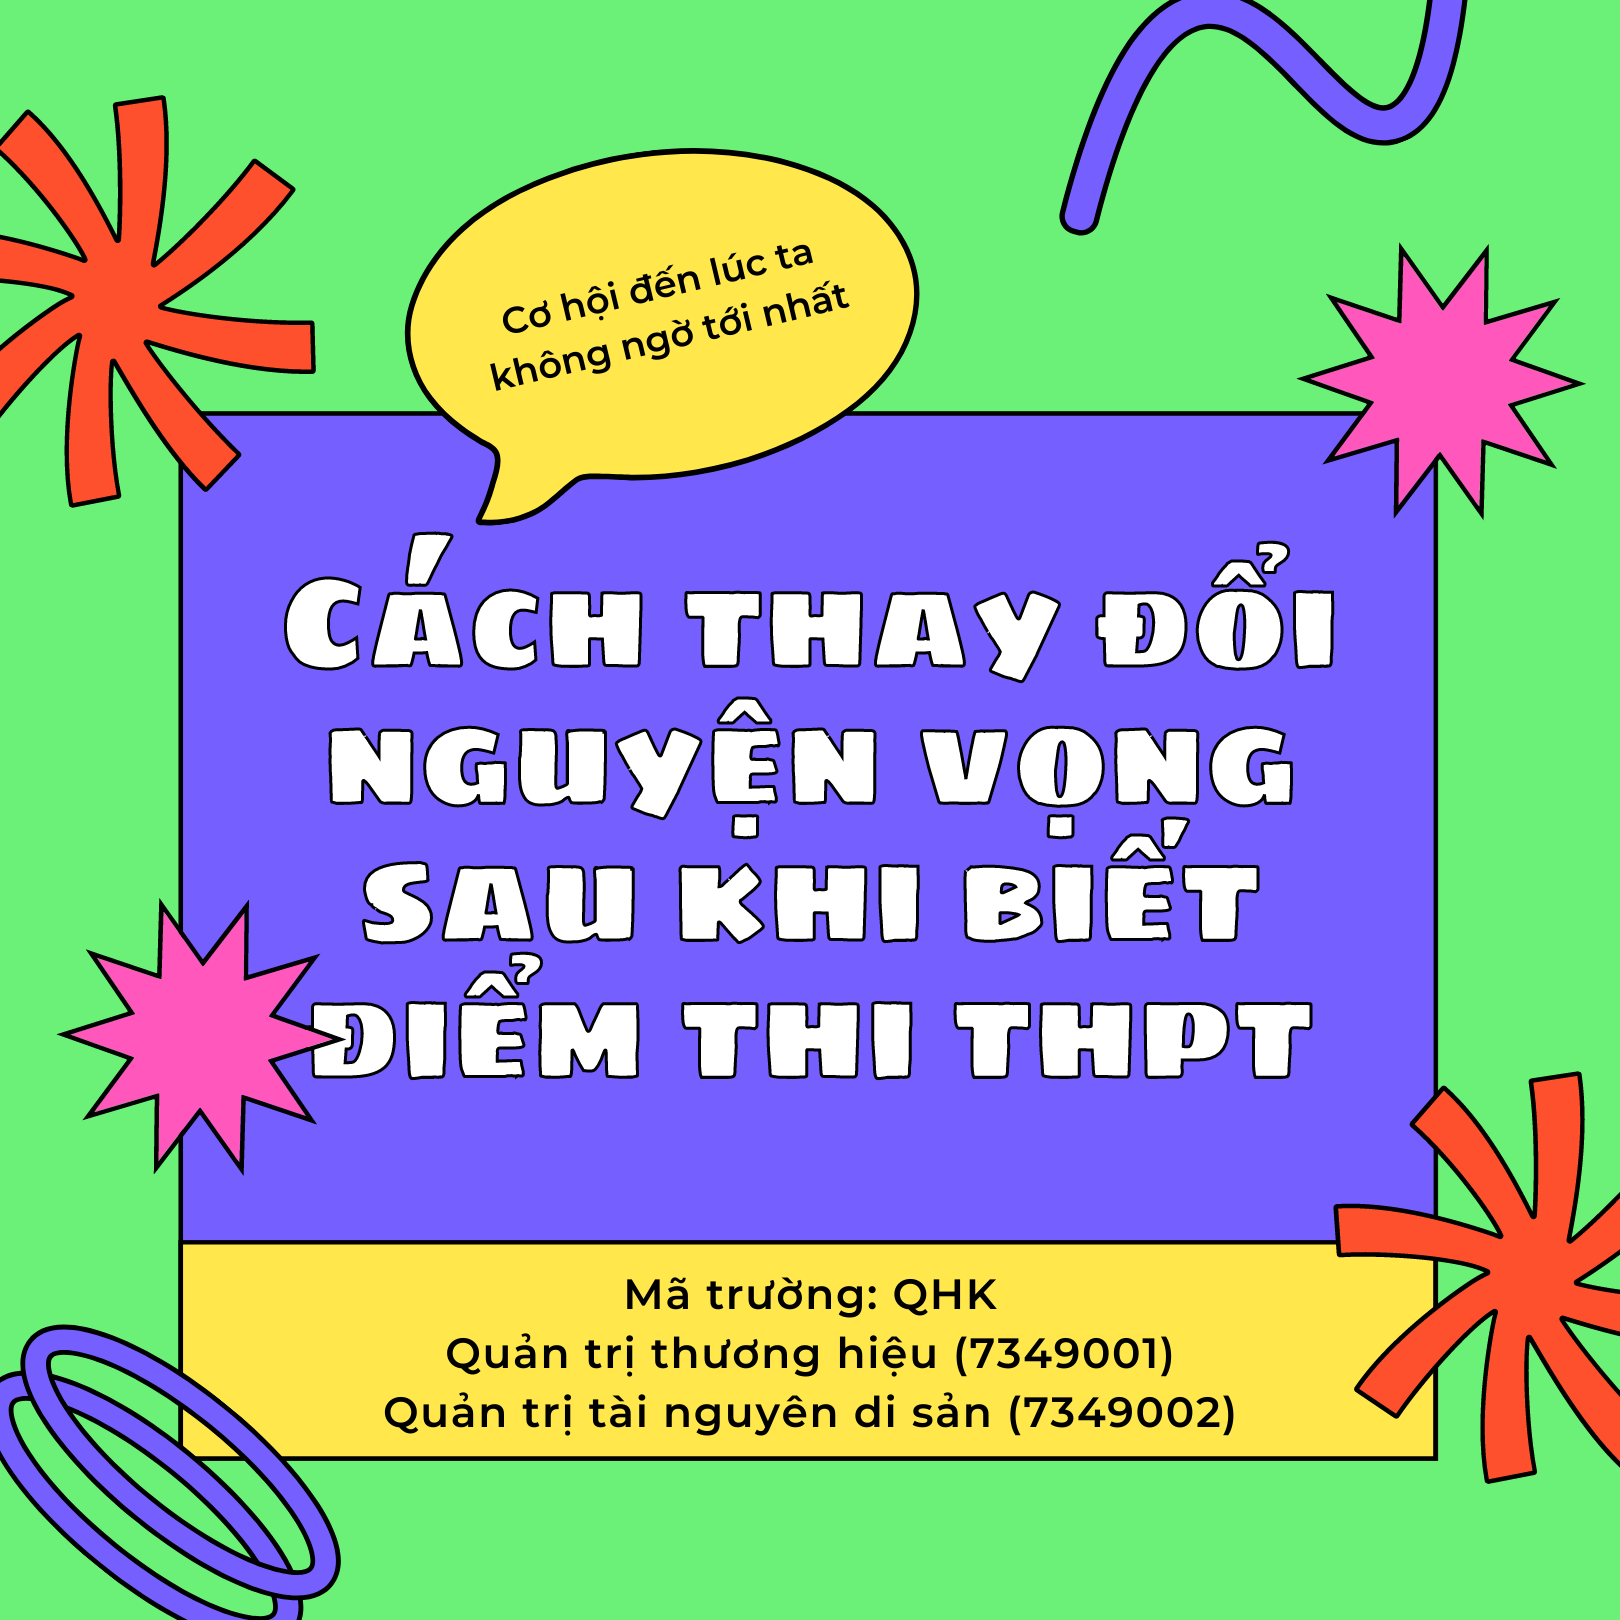 Cơ hội đến lúc ta
không ngờ tới nhất
Cách thay đổi
nguyện vọng
sau khi biết
điểm thi THPT
Mã trường: QHK
Quản trị thương hiệu (7349001)
Quản trị tài nguyên di sản (7349002)